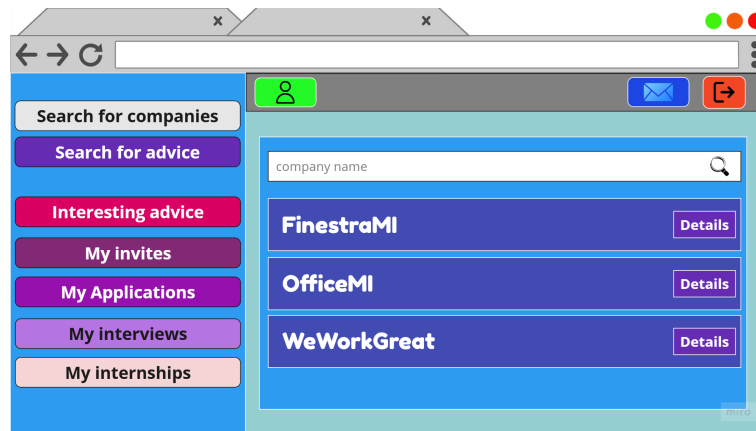 Search for companies
Search for advice
Interesting advice
My invites
My Applications
My interviews
My internships
company name
FinestraMI
Details
OfficeMI
Details
WeWorkGreat
Details
miro